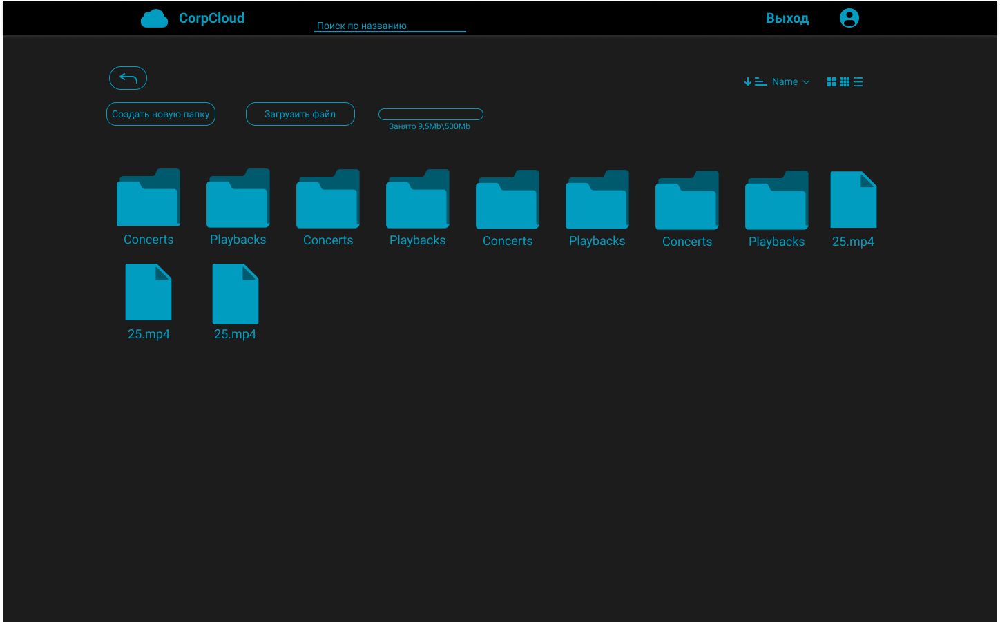 CorpCloud
Поиск по названию
Выход
Name
Создать новую папку
Загрузить файл
Занято 9,5Mb\500Mb
Concerts
Playbacks
Concerts
Playbacks
Concerts
Playbacks
Concerts
Playbacks
25.mp4
25.mp4
25.mp4